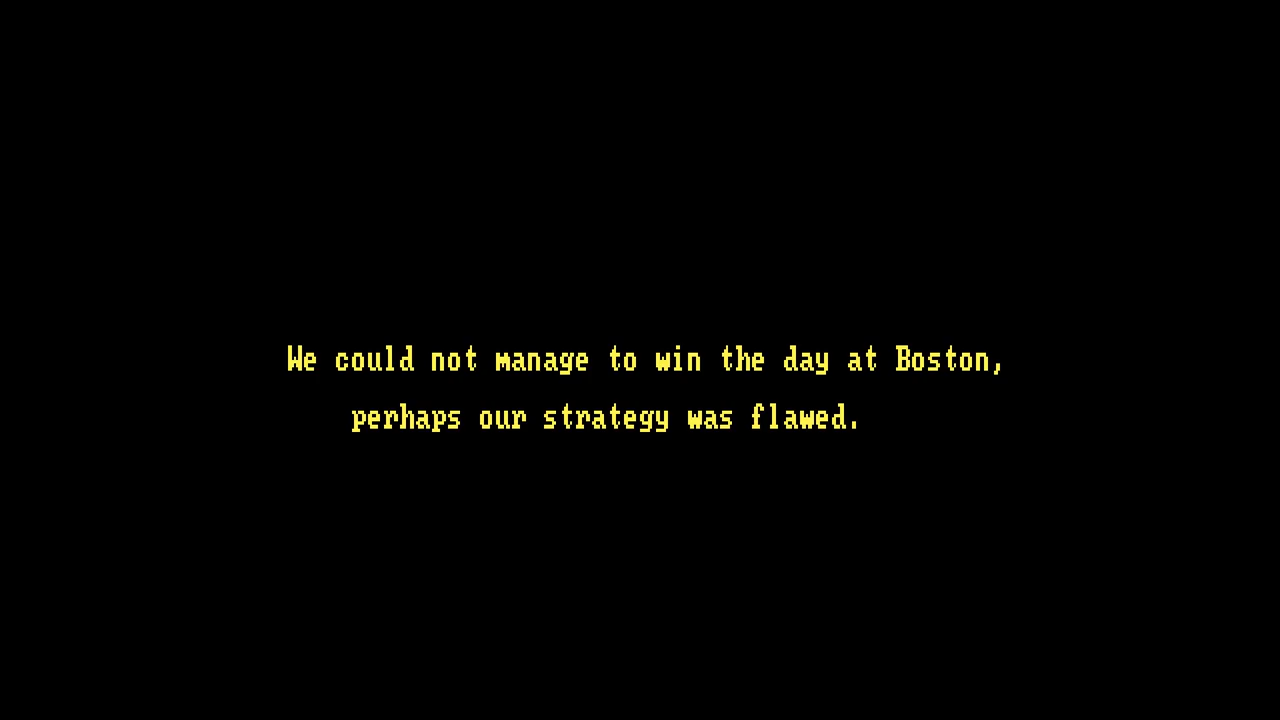 We could not manage to win the day at Boston,
perhaps our strategy was flawed.